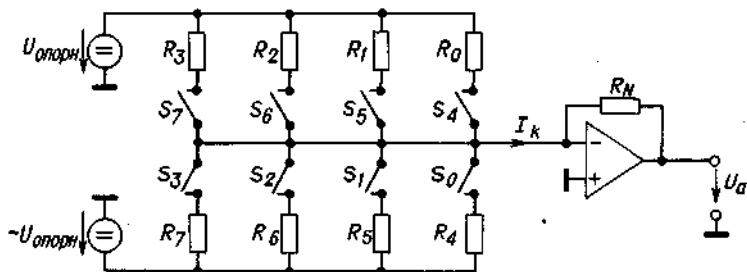 Uопорн
R3 R2 R1 R0
S7 S6 S5 S4
RN
Ik
S3 S2 S1 S0
Ua
~Uопорн
R7 R6 R5 R4